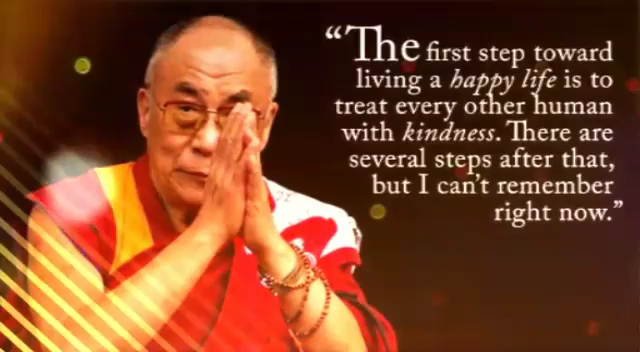 “The first step toward
living a happy life is to
treat every other human
with kindness. There are
several steps after that,
but I can’t remember
right now.”